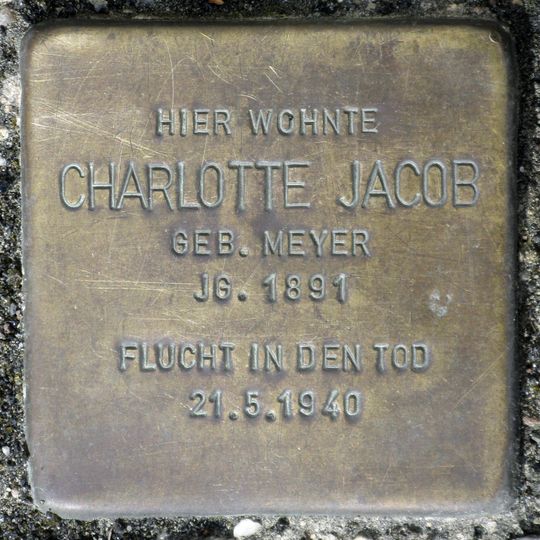 HIER WOHNTE
CHARLOTTE JACOB
GEB. MEYER
JG. 1891
FLUCHT IN DEN TOD
21.5.1940